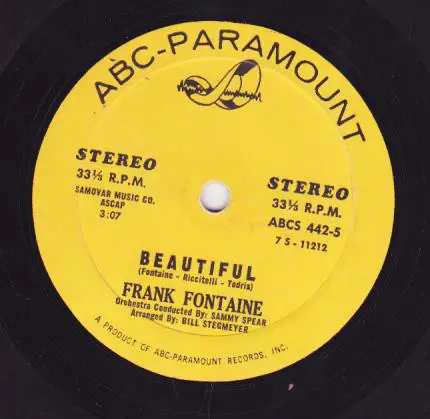 ABC-PARAMOUNT
STEREO
33⅓ R.P.M.
SAMOVAR MUSIC CO.
ASCAP
3:07
STEREO
33⅓ R.P.M.
ABCS 442-5
7 S - 11212
BEAUTIFUL
(Fontaine - Riccitelli - Todris)
FRANK FONTAINE
Orchestra Conducted By: SAMMY SPEAR
Arranged By: BILL STEGMEYER
A PRODUCT OF ABC-PARAMOUNT RECORDS, INC.